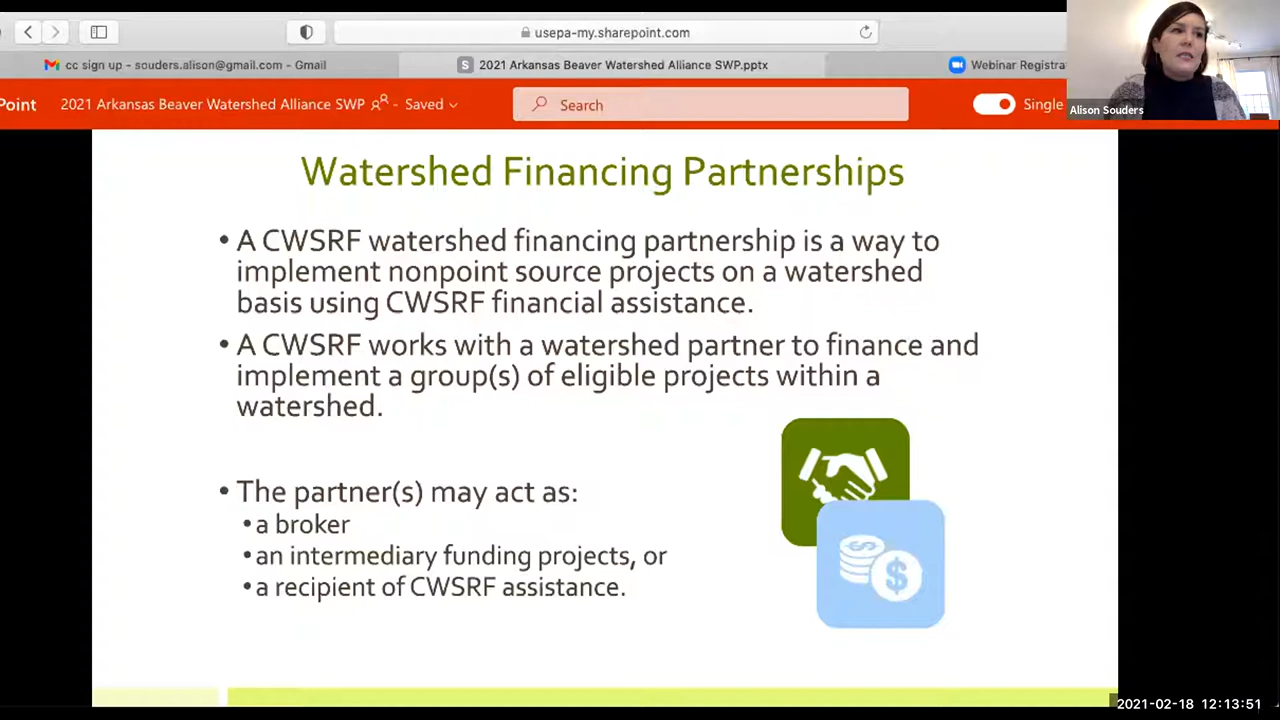 usepa-my.sharepoint.com
cc sign up - souders.alison@gmail.com - Gmail
S 2021 Arkansas Beaver Watershed Alliance SWP.pptx
Webinar Registra
Point 2021 Arkansas Beaver Watershed Alliance SWP - Saved
Search
Single
Alison Souders
Watershed Financing Partnerships
• A CWSRF watershed financing partnership is a way to
implement nonpoint source projects on a watershed
basis using CWSRF financial assistance.
• A CWSRF works with a watershed partner to finance and
implement a group(s) of eligible projects within a
watershed.
• The partner(s) may act as:
• a broker
• an intermediary funding projects, or
• a recipient of CWSRF assistance.
$
$
2021-02-18 12:13:51